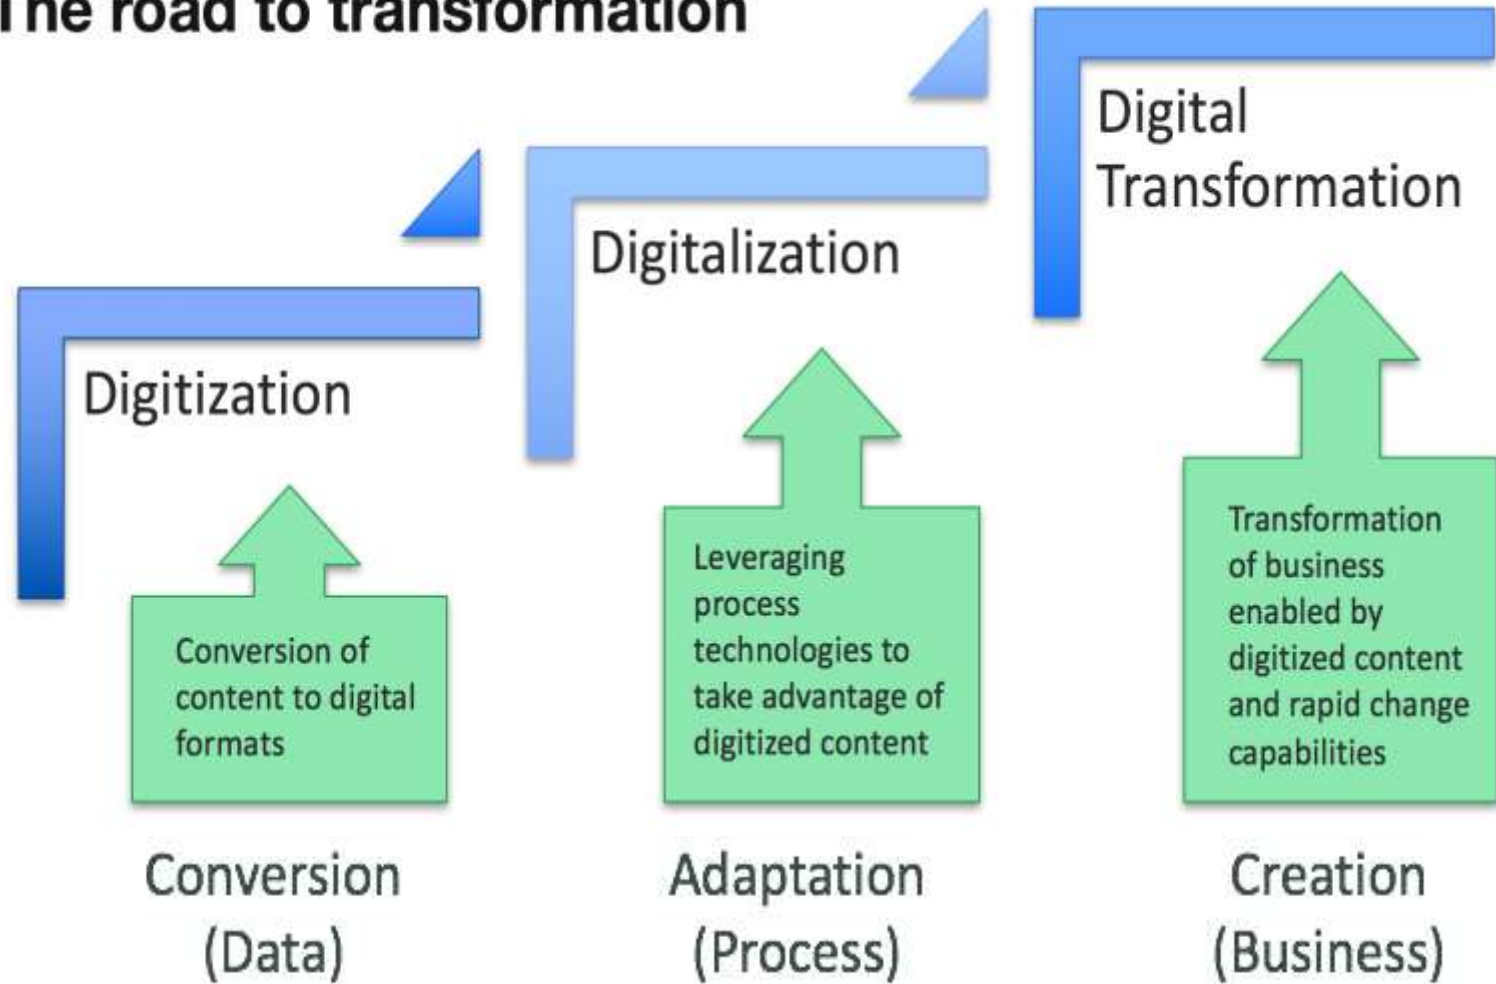 The road to transformation
Digital
Transformation
Digitalization
Digitization
Conversion of
content to digital
formats
Leveraging
process
technologies to
take advantage of
digitized content
Transformation
of business
enabled by
digitized content
and rapid change
capabilities
Conversion
(Data)
Adaptation
(Process)
Creation
(Business)